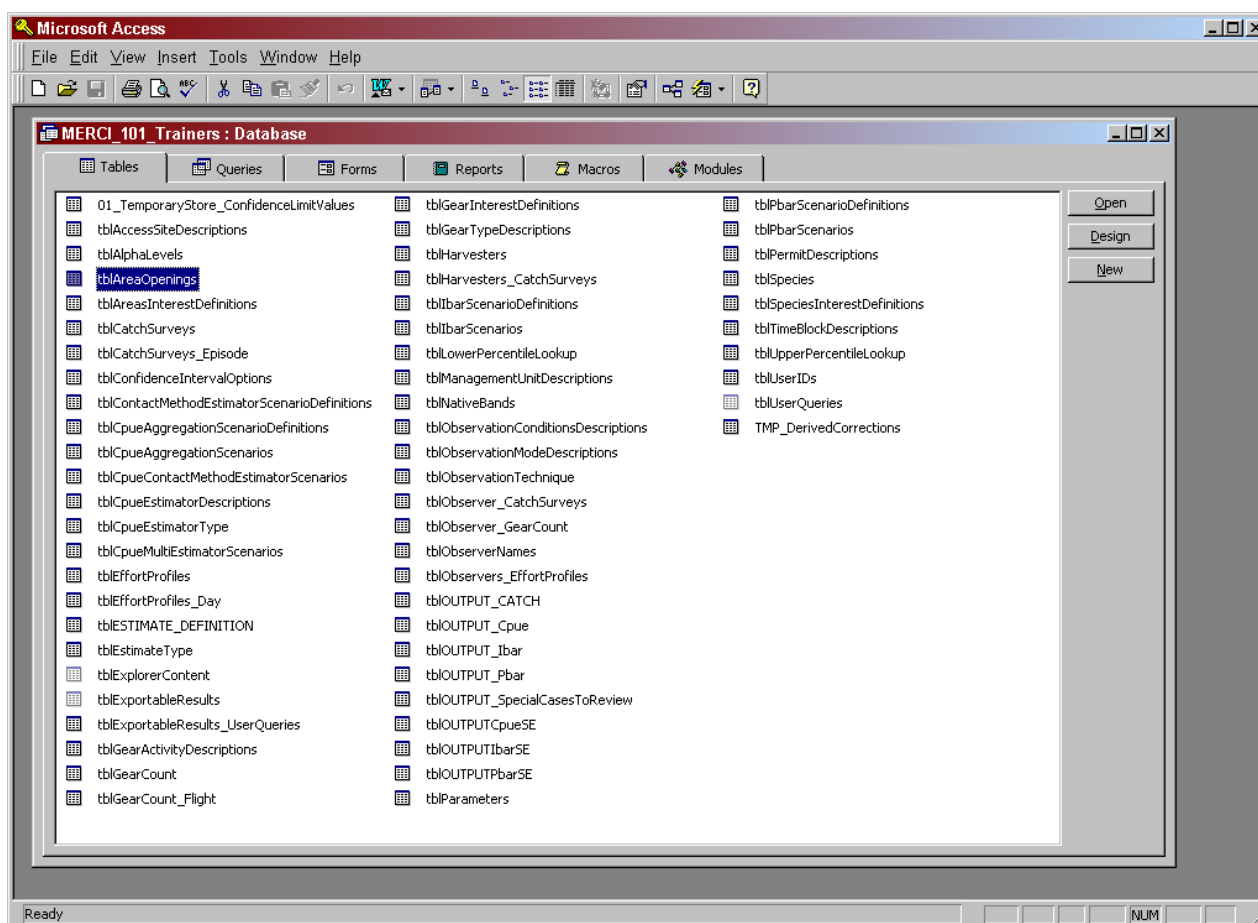 Microsoft Access
File Edit View Insert Tools Window Help
MERCI_101_Trainers : Database
Tables Queries Forms Reports Macros Modules
01_TemporaryStore_ConfidenceLimitValues
tblAccessSiteDescriptions
tblAlphaLevels
tblAreaOpenings
tblAreasInterestDefinitions
tblCatchSurveys
tblCatchSurveys_Episode
tblConfidenceIntervalOptions
tblContactMethodEstimatorScenarioDefinitions
tblCpueAggregationScenarioDefinitions
tblCpueAggregationScenarios
tblCpueContactMethodEstimatorScenarios
tblCpueEstimatorDescriptions
tblCpueEstimatorType
tblCpueMultiEstimatorScenarios
tblEffortProfiles
tblEffortProfiles_Day
tblESTIMATE_DEFINITION
tblEstimateType
tblExplorerContent
tblExportableResults
tblExportableResults_UserQueries
tblGearActivityDescriptions
tblGearCount
tblGearCount_Flight
tblGearInterestDefinitions
tblGearTypeDescriptions
tblHarvesters
tblHarvesters_CatchSurveys
tblIbarScenarioDefinitions
tblIbarScenarios
tblLowerPercentileLookup
tblManagementUnitDescriptions
tblNativeBands
tblObservationConditionsDescriptions
tblObservationModeDescriptions
tblObservationTechnique
tblObserver_CatchSurveys
tblObserver_GearCount
tblObserverNames
tblObservers_EffortProfiles
tblOUTPUT_CATCH
tblOUTPUT_Cpue
tblOUTPUT_Ibar
tblOUTPUT_Pbar
tblOUTPUT_SpecialCasesToReview
tblOUTPUTCpueSE
tblOUTPUTIbarSE
tblOUTPUTPbarSE
tblParameters
tblPbarScenarioDefinitions
tblPbarScenarios
tblPermitDescriptions
tblSpecies
tblSpeciesInterestDefinitions
tblTimeBlockDescriptions
tblUpperPercentileLookup
tblUserIDs
tblUserQueries
TMP_DerivedCorrections
Open
Design
New
Ready
NUM